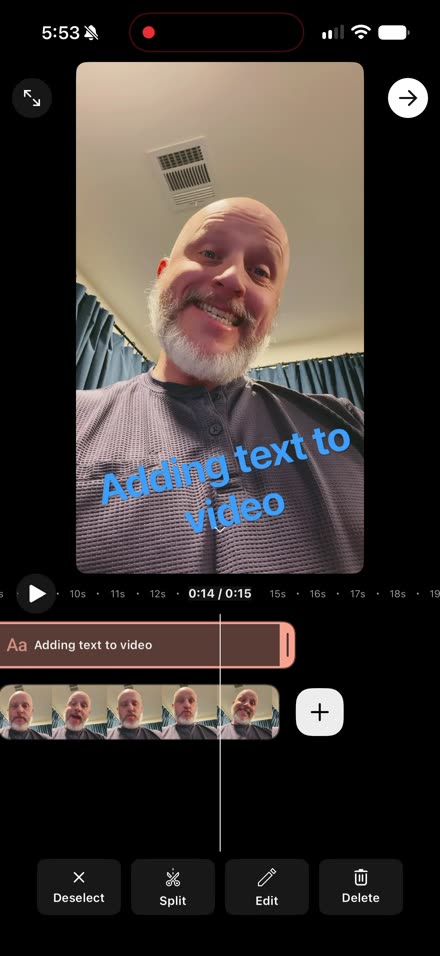 5:53
Adding text to
video
10s
11s
12s
0:14 / 0:15
15s
16s
17s
18s
19
Aa Adding text to video
Deselect
Split
Edit
Delete